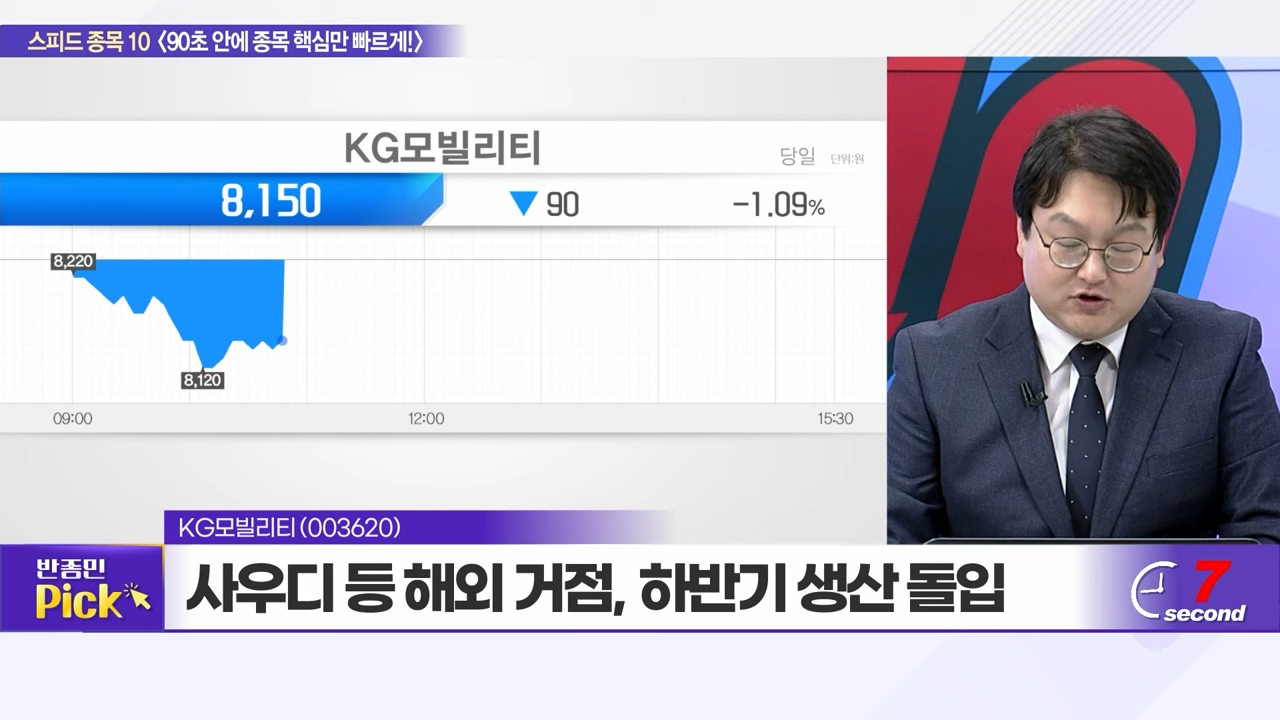 스피드 종목 10 〈90초 안에 종목 핵심만 빠르게!〉
KG모빌리티
당일 단위:원
8,150 ▼ 90 -1.09%
8,220
8,120
09:00 12:00 15:30
KG모빌리티(003620)
반종민
Pick
사우디 등 해외 거점, 하반기 생산 돌입
7
second